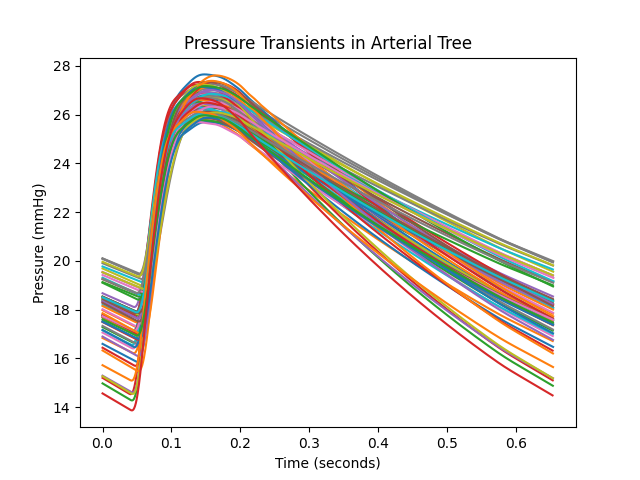 Pressure Transients in Arterial Tree
28
26
24
22
20
18
16
14
Pressure (mmHg)
0.0 0.1 0.2 0.3 0.4 0.5 0.6
Time (seconds)